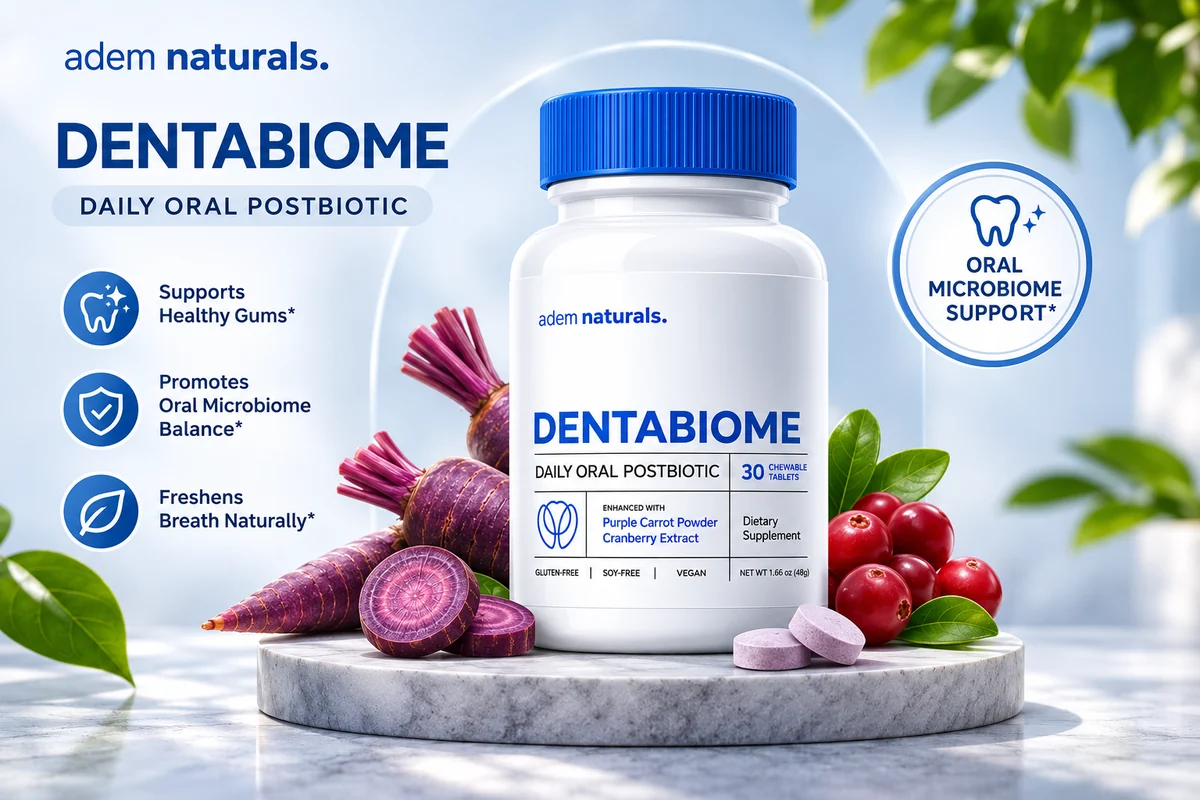 adem naturals.
DENTABIOME
DAILY ORAL POSTBIOTIC
Supports
Healthy Gums*
Promotes
Oral Microbiome
Balance*
Freshens
Breath Naturally*
adem naturals.
DENTABIOME
DAILY ORAL POSTBIOTIC
30 CHEWABLE
TABLETS
ENHANCED WITH
Purple Carrot Powder
Cranberry Extract
Dietary
Supplement
GLUTEN-FREE | SOY-FREE | VEGAN
NET WT 1.66 oz (48g)
ORAL
MICROBIOME
SUPPORT*